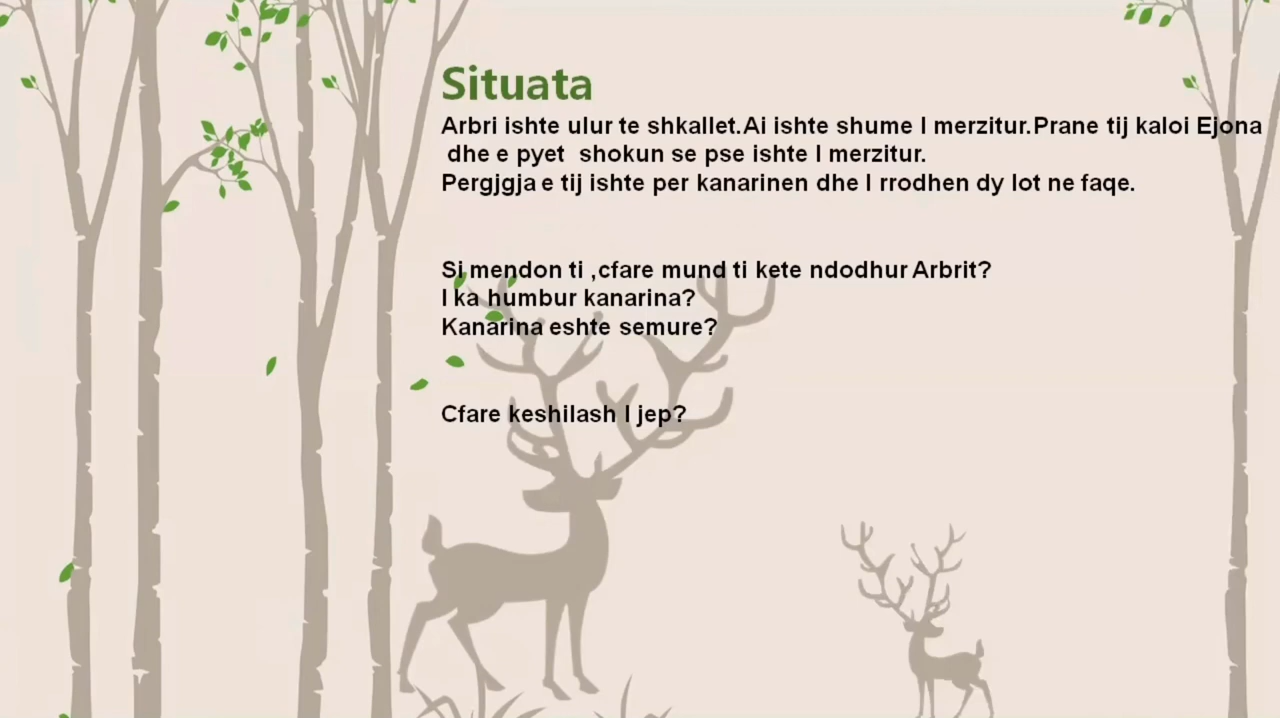 Situata
Arbri ishte ulur te shkallet.Ai ishte shume I merzitur.Prane tij kaloi Ejona
dhe e pyet shokun se pse ishte I merzitur.
Pergjgja e tij ishte per kanarinen dhe I rrodhen dy lot ne faqe.
Si mendon ti ,cfare mund ti kete ndodhur Arbrit?
I ka humbur kanarina?
Kanarina eshte semure?
Cfare keshilash I jep?